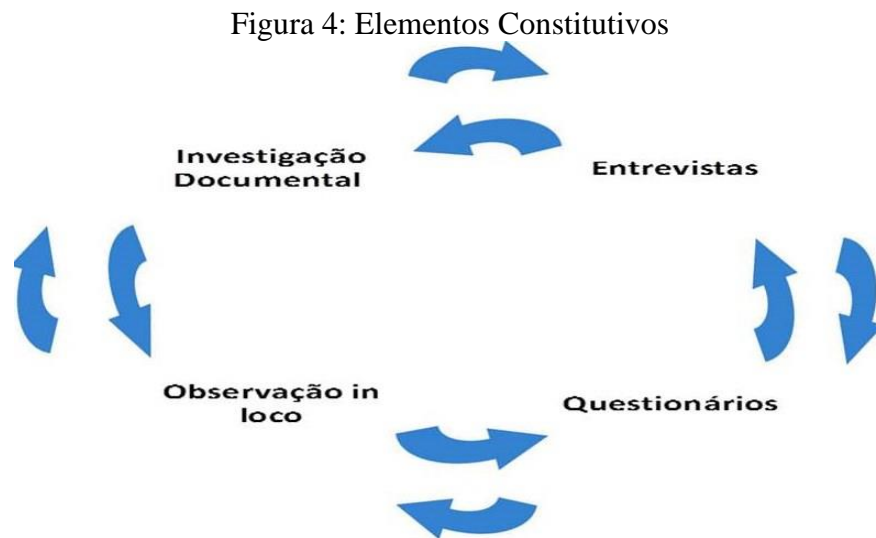 Figura 4: Elementos Constitutivos
Investigação
Documental
Entrevistas
Observação in
loco
Questionários